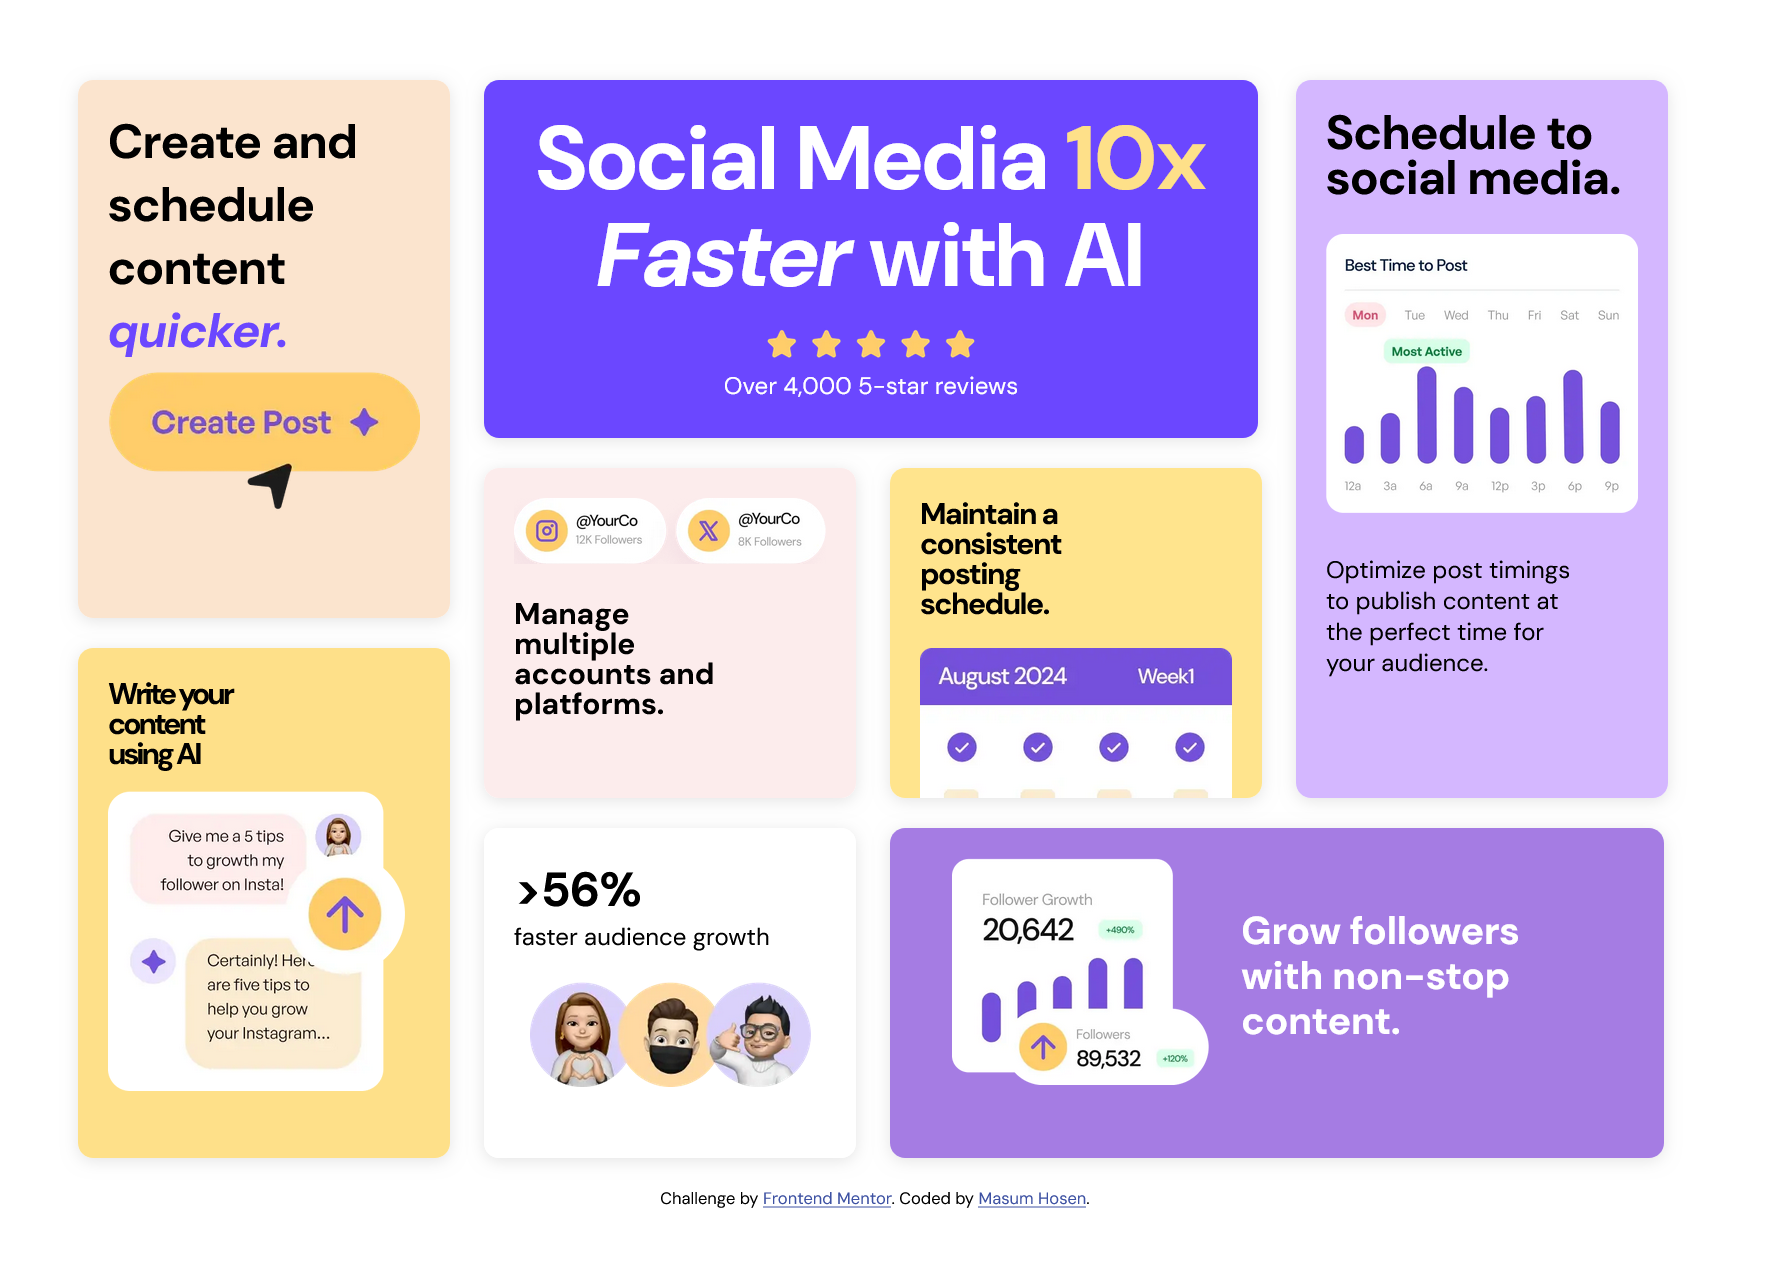 Create and
schedule
content
quicker.
Create Post
Social Media 10x
Faster with AI
Over 4,000 5-star reviews
Schedule to
social media.
Best Time to Post
Mon Tue Wed Thu Fri Sat Sun
Most Active
12a 3a 6a 9a 12p 3p 6p 9p
Optimize post timings
to publish content at
the perfect time for
your audience.
@YourCo
12K Followers
@YourCo
8K Followers
Manage
multiple
accounts and
platforms.
Maintain a
consistent
posting
schedule.
August 2024 Week1
Write your
content
using AI
Give me a 5 tips
to growth my
follower on Insta!
Certainly! Here
are five tips to
help you grow
your Instagram...
>56%
faster audience growth
Follower Growth
20,642 +490%
Followers
89,532 +120%
Grow followers
with non-stop
content.
Challenge by Frontend Mentor. Coded by Masum Hosen.